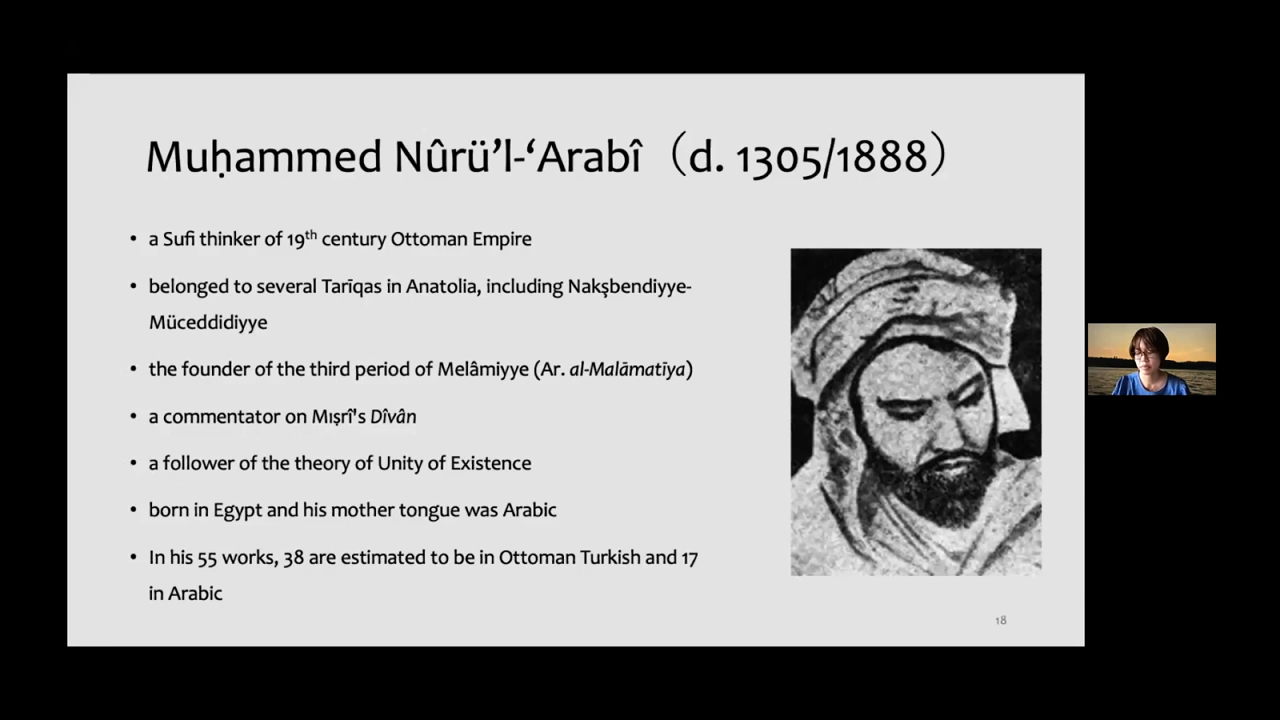 Muḥammed Nûrü’l-‘Arabî（d. 1305/1888）
• a Sufi thinker of 19th century Ottoman Empire
• belonged to several Tarīqas in Anatolia, including Nakşbendiyye-
Müceddidiyye
• the founder of the third period of Melâmiyye (Ar. al-Malāmatīya)
• a commentator on Mıṣrî's Dîvân
• a follower of the theory of Unity of Existence
• born in Egypt and his mother tongue was Arabic
• In his 55 works, 38 are estimated to be in Ottoman Turkish and 17
in Arabic
18